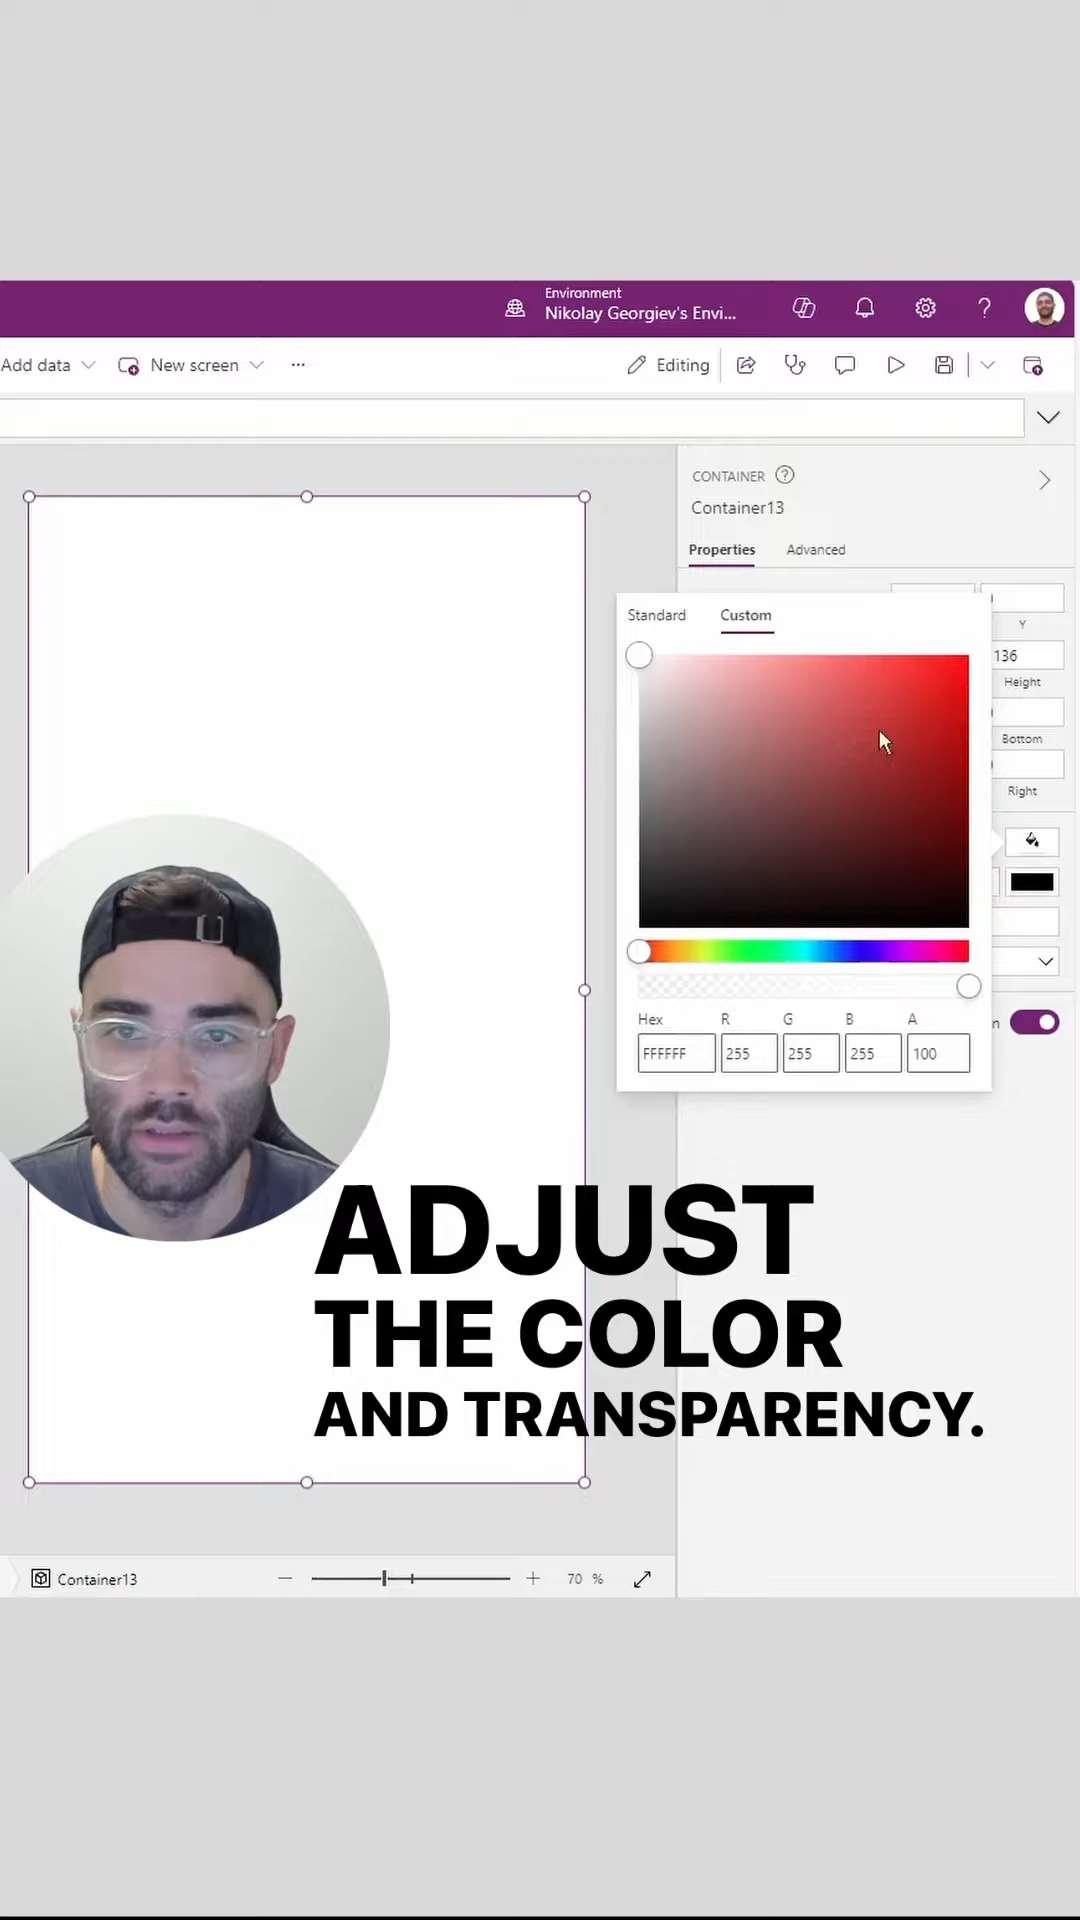 Environment
Nikolay Georgiev's Envi...
Add data
New screen
...
Editing
CONTAINER
Container13
Properties
Advanced
Standard
Custom
Y
136
Height
Bottom
Right
Hex
R
G
B
A
FFFFFF
255
255
255
100
n
ADJUST
THE COLOR
AND TRANSPARENCY.
Container13
70 %